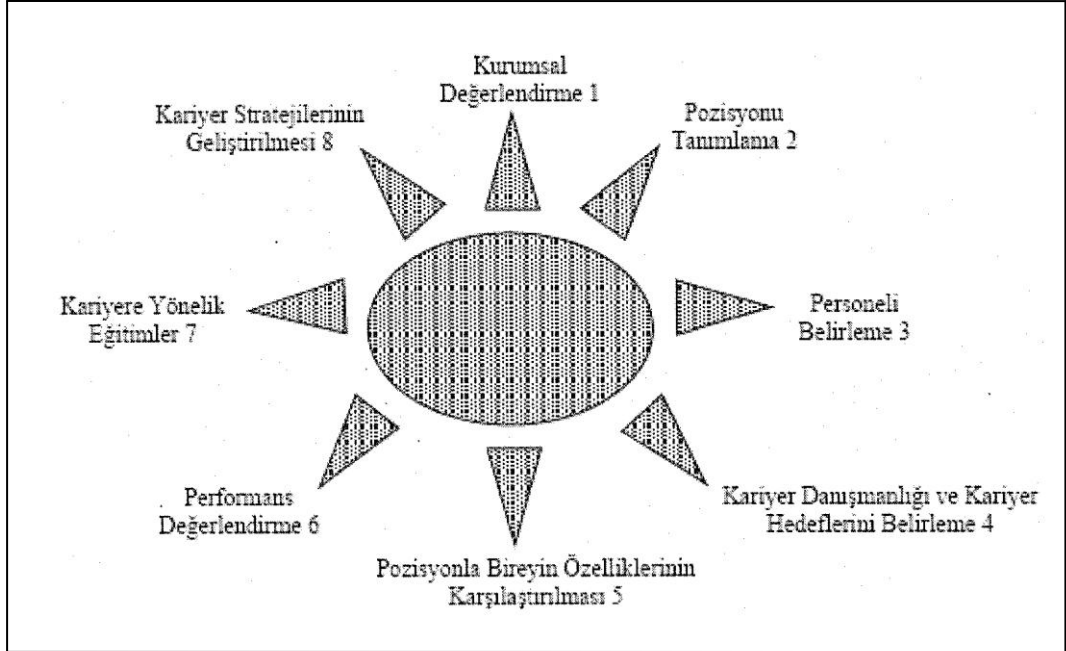 Kurumsal
Değerlendirme 1
Pozisyonu
Tanımlama 2
Personeli
Belirleme 3
Kariyer Danışmanlığı ve Kariyer
Hedeflerini Belirleme 4
Pozisyonla Bireyin Özelliklerinin
Karşılaştırılması 5
Performans
Değerlendirme 6
Kariyere Yönelik
Eğitimler 7
Kariyer Stratejilerinin
Geliştirilmesi 8